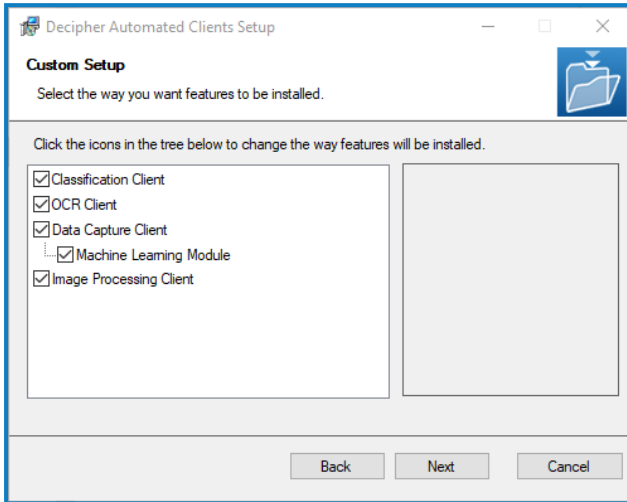 Decipher Automated Clients Setup
Custom Setup
Select the way you want features to be installed.
Click the icons in the tree below to change the way features will be installed.
Classification Client
OCR Client
Data Capture Client
Machine Learning Module
Image Processing Client
Back Next Cancel